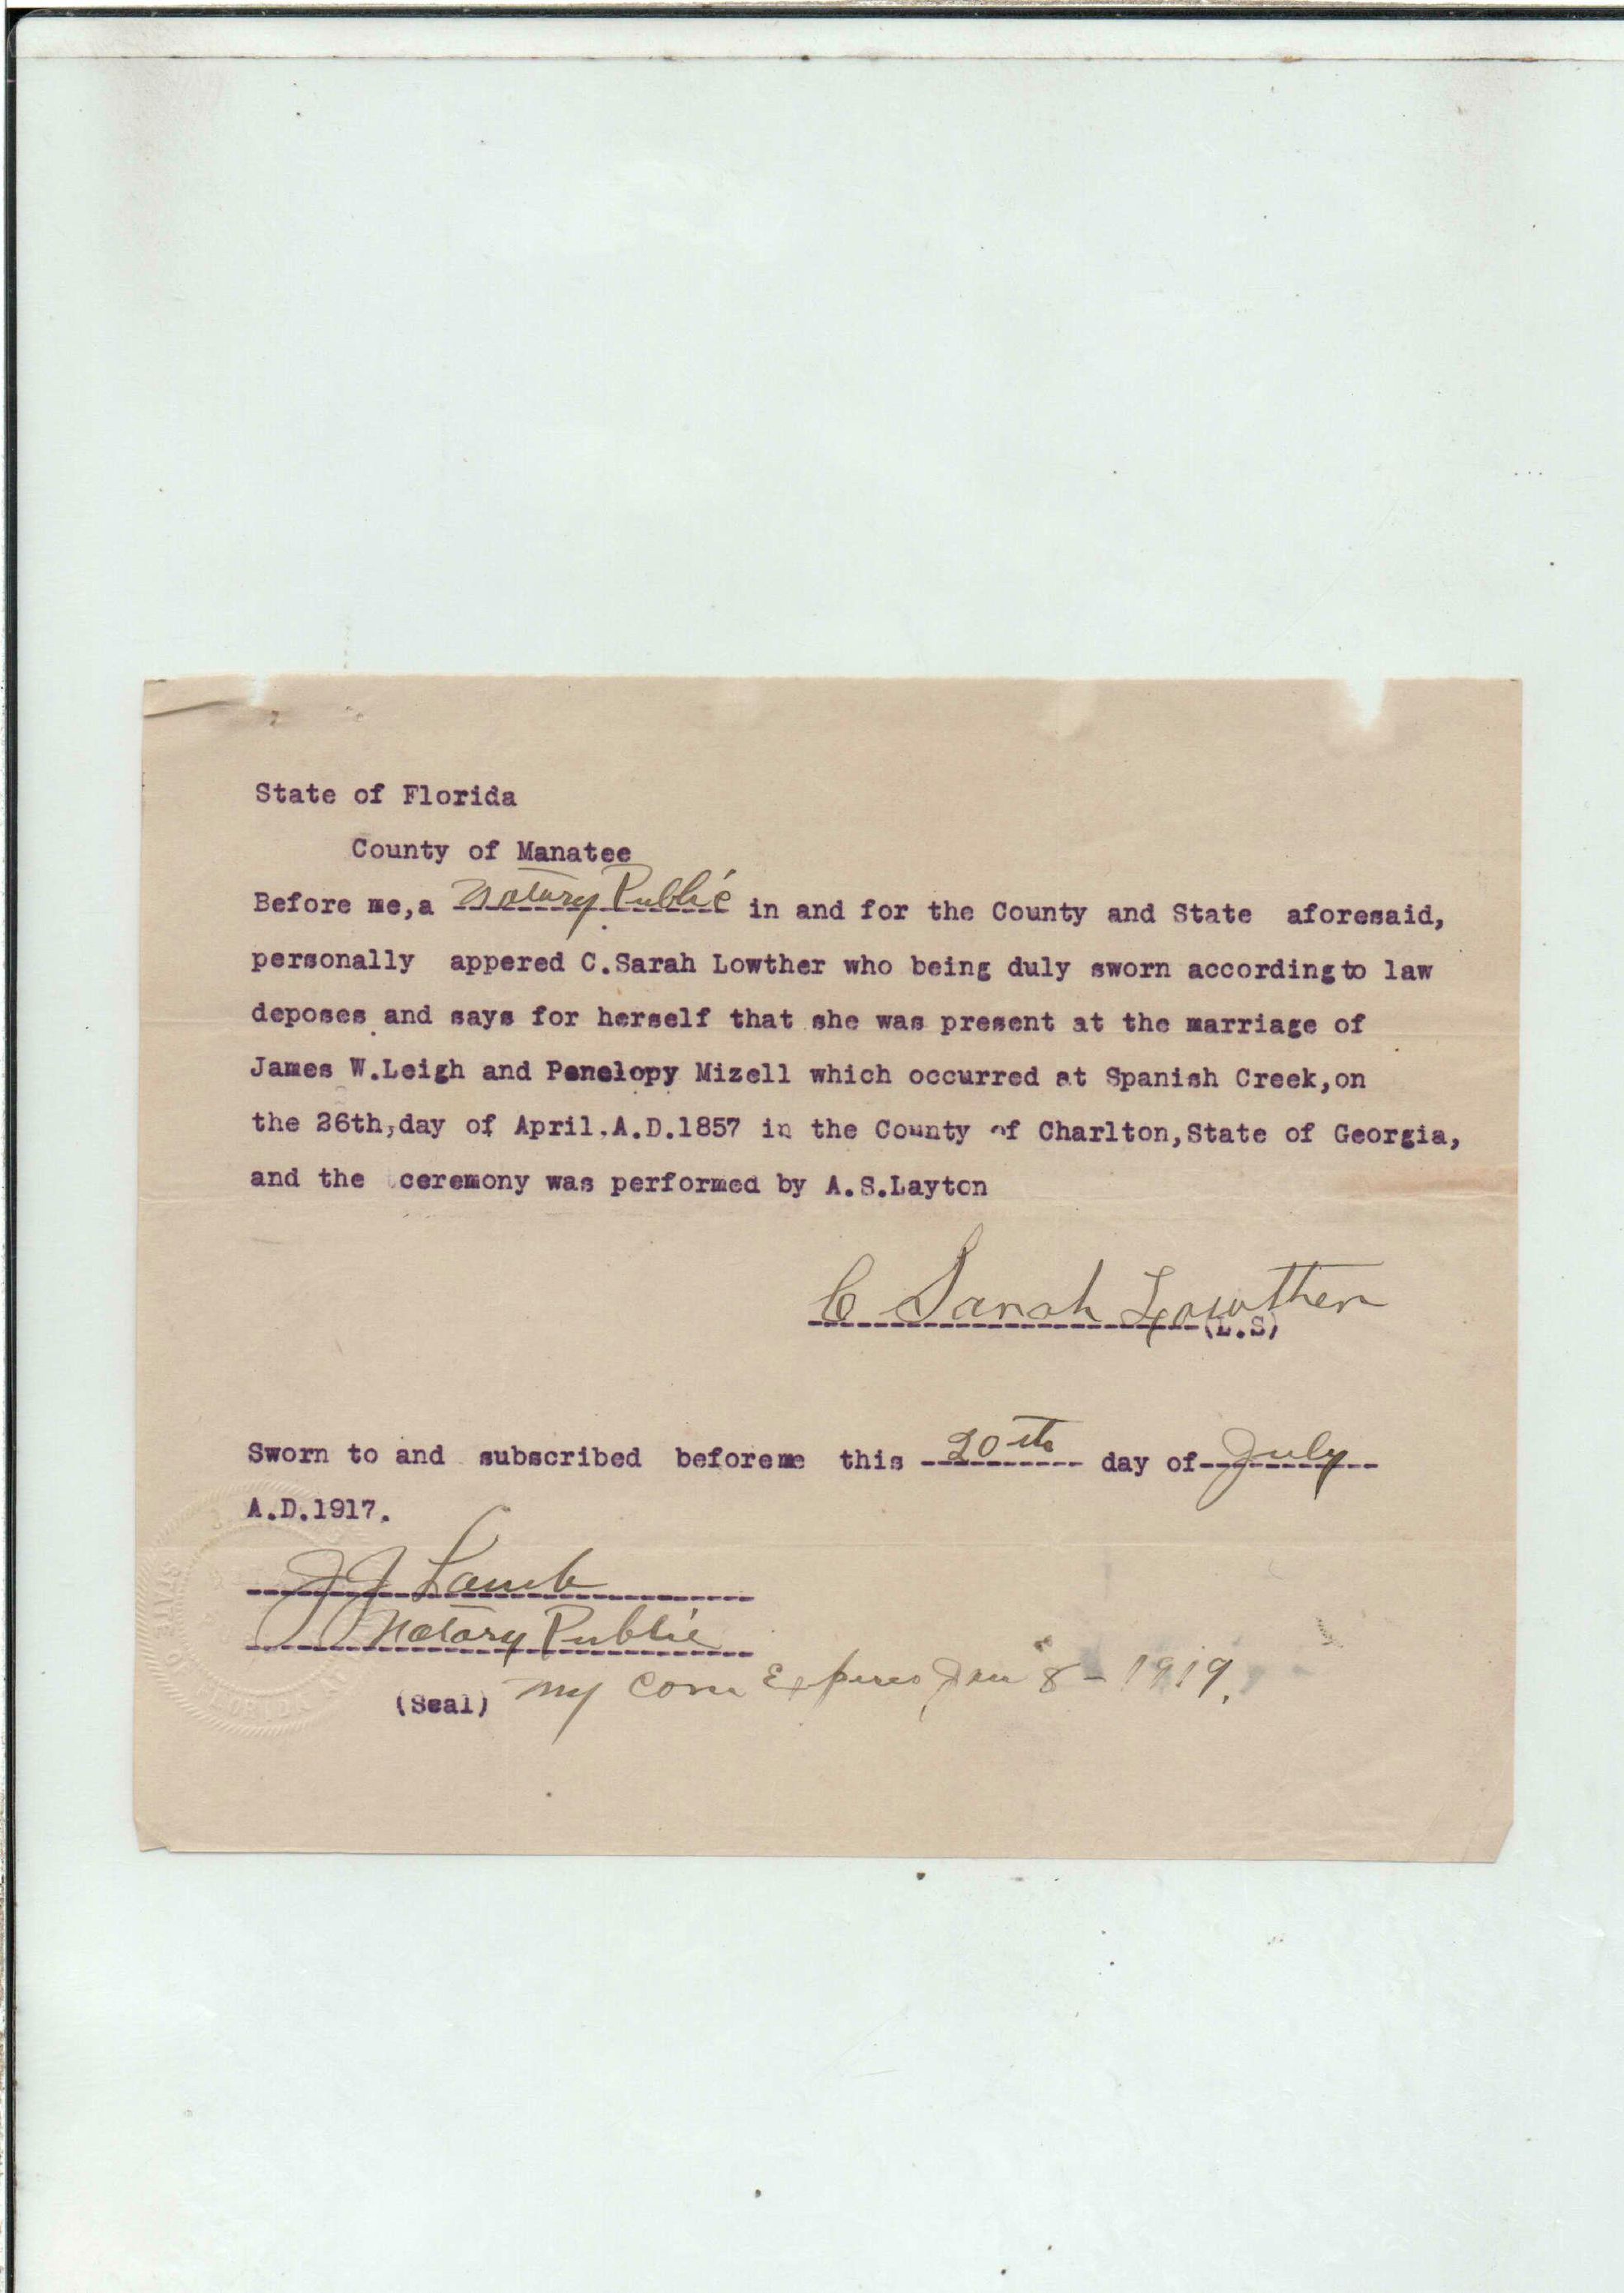 State of Florida
County of Manatee
Before me,a Notary Public in and for the County and State aforesaid,
personally appered C.Sarah Lowther who being duly sworn accordingto law
deposes and says for herself that she was present at the marriage of
James W.Leigh and Penelopy Mizell which occurred at Spanish Creek,on
the 26th,day of April.A.D.1857 in the County of Charlton,State of Georgia,
and the ceremony was performed by A.S.Layton
C Sarah Lowther
(L.S)
Sworn to and subscribed beforeme this 20th day of July
A.D.1917.
J J Lamb
Notary Public
(Seal) My Com Expires Jan 8 - 1919.
STATE OF FLORIDA